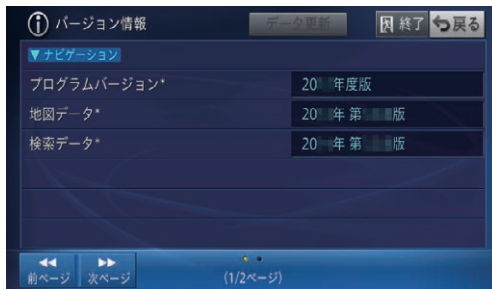 バージョン情報
データ更新
終了
戻る
▼ナビゲーション
プログラムバージョン*
20 年度版
地図データ*
20 年 第 版
検索データ*
20 年 第 版
前ページ
次ページ
(1/2ページ)